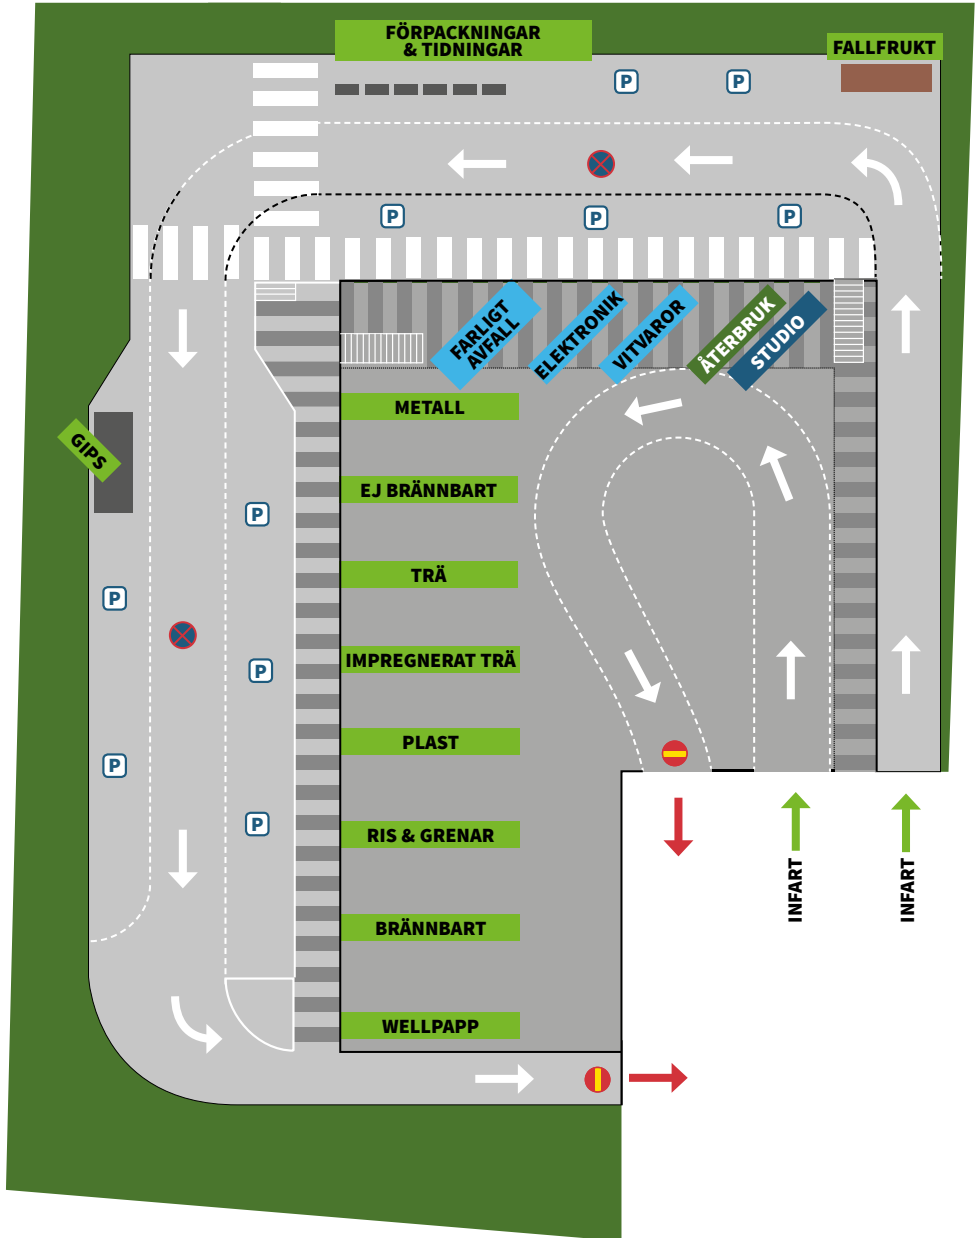 FÖRPACKNINGAR
& TIDNINGAR
FALLFRUKT
P
P
P
P
P
FARLIGT
AVFALL
ELEKTRONIK
VITVAROR
ÅTERBRUK
STUDIO
METALL
GIPS
EJ BRÄNNBART
P
TRÄ
P
IMPREGNERAT TRÄ
P
PLAST
P
P
RIS & GRENAR
INFART
INFART
BRÄNNBART
WELLPAPP